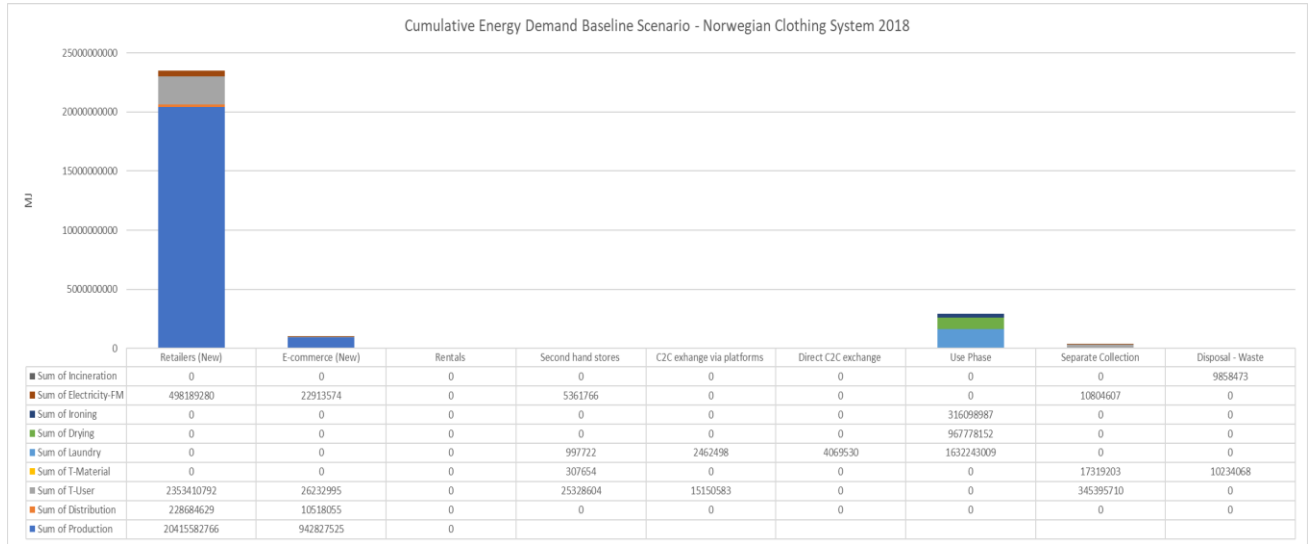 Cumulative Energy Demand Baseline Scenario - Norwegian Clothing System 2018
25000000000
20000000000
15000000000
10000000000
5000000000
0
MJ
Retailers (New) E-commerce (New) Rentals Second hand stores C2C exhange via platforms Direct C2C exchange Use Phase Separate Collection Disposal - Waste
Sum of Incineration 0 0 0 0 0 0 0 0 9858473
Sum of Electricity-FM 498189280 22913574 0 5361766 0 0 0 10804607 0
Sum of Ironing 0 0 0 0 0 0 316098987 0 0
Sum of Drying 0 0 0 0 0 0 967778152 0 0
Sum of Laundry 0 0 0 997722 2462498 4069530 1632243009 0 0
Sum of T-Material 0 0 0 307654 0 0 0 17319203 10234068
Sum of T-User 2353410792 26232995 0 25328604 15150583 0 0 345395710 0
Sum of Distribution 228684629 10518055 0 0 0 0 0 0 0
Sum of Production 20415582766 942827525 0